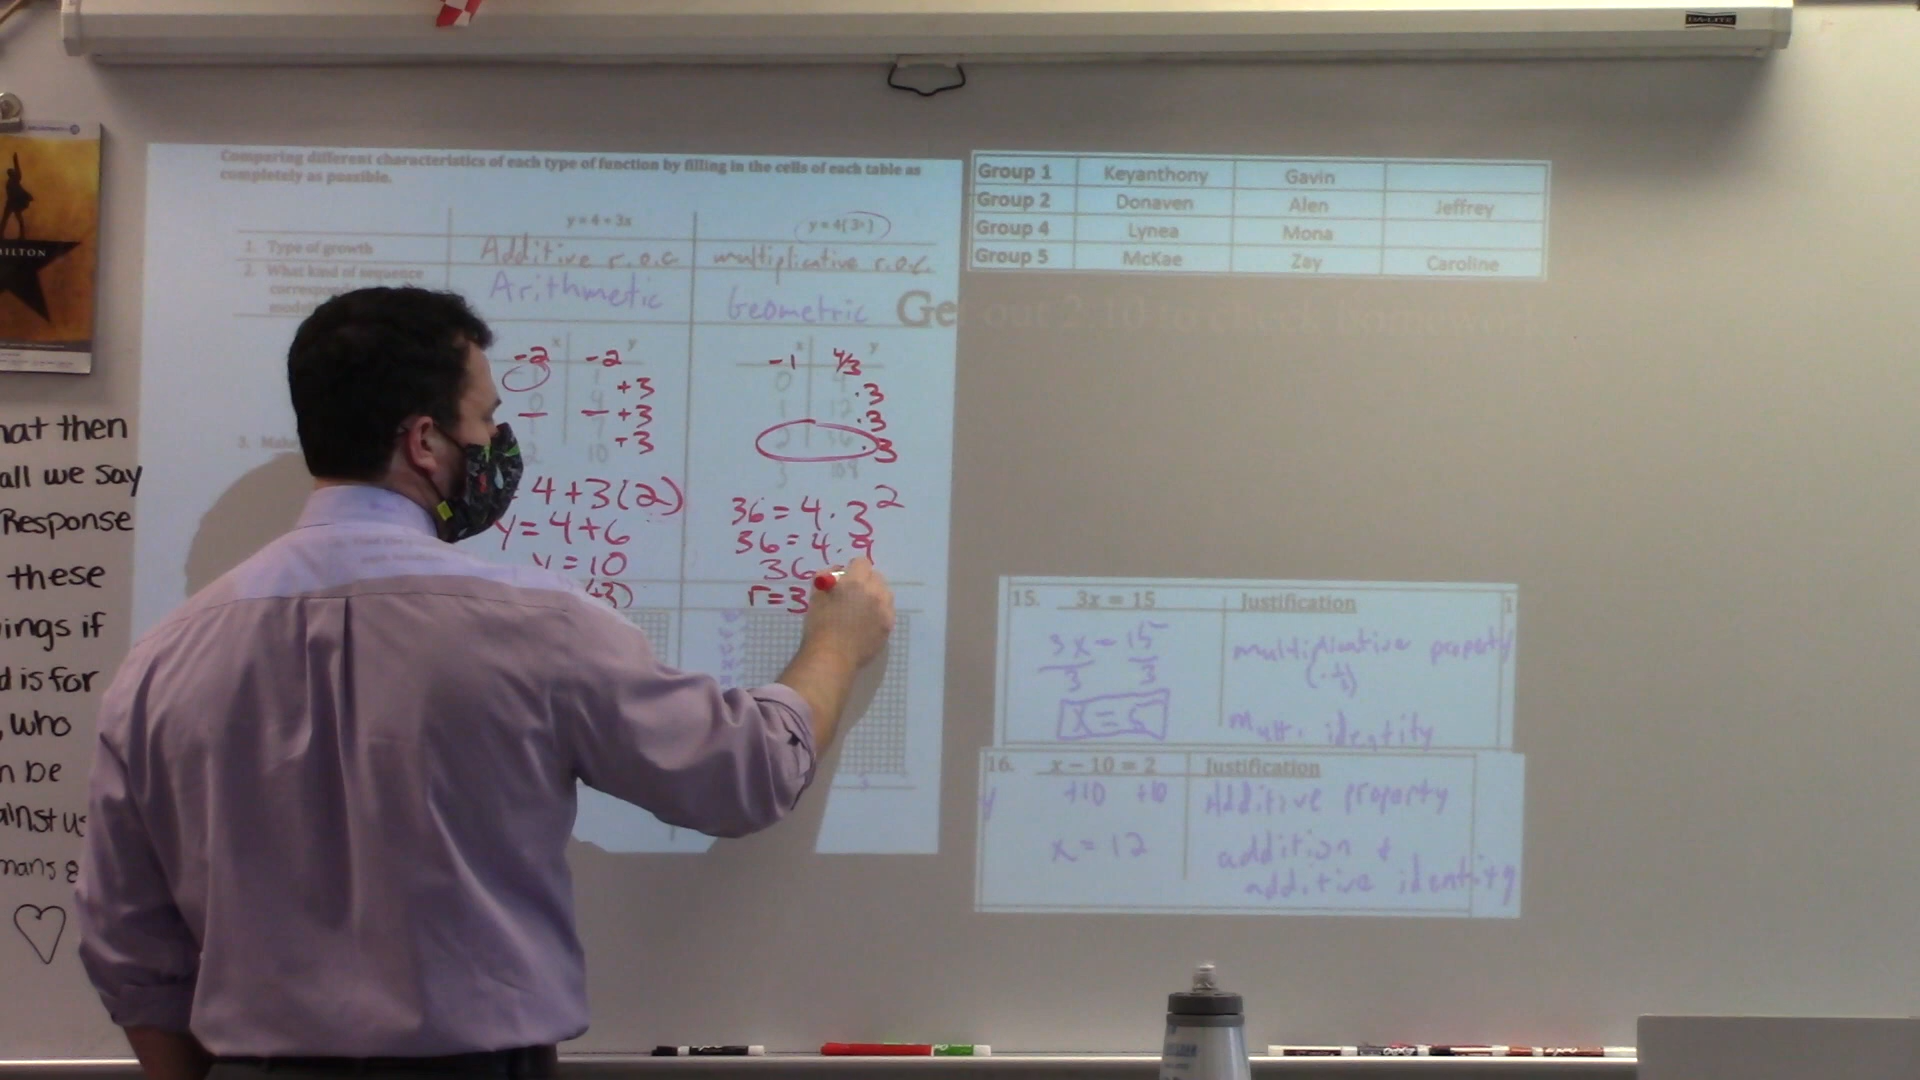 DA-LITE
HAMILTON
Comparing different characteristics of each type of function by filling in the cells of each table as
completely as possible.
y = 4 + 3x
y = 4(3ˣ)
1. Type of growth
Additive r.o.c
multiplicative r.o.c.
2. What kind of sequence
Arithmetic
Geometric
x y
-2 -2
+3
0 4
+3
+3
2 10
4+3(2)
y=4+6
y=10
(+3)
x y
-1 4/3
0 4
·3
1 12
·3
2 36
·3
3 108
36=4·3²
36=4·9
36
r=3
3.
Group 1 Keyanthony Gavin
Group 2 Donaven Alen Jeffrey
Group 4 Lynea Mona
Group 5 McKae Zay Caroline
Get out 2.10 to check homework
15. 3x = 15 Justification
3x = 15
3 3
x = 5
multiplicative property
(·⅓)
mult. identity
16. x − 10 = 2 Justification
+10 +10
x = 12
Additive property
addition &
additive identity
hat then
all we say
Response
these
ings if
d is for
, who
n be
ainst us
mans &